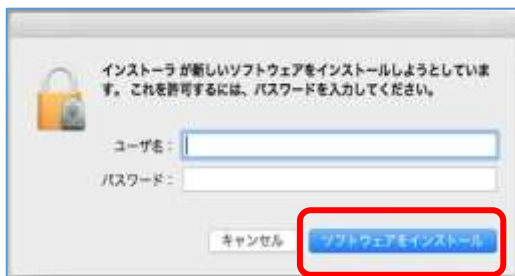 インストーラ が新しいソフトウェアをインストールしようとしていま
す。 これを許可するには、パスワードを入力してください。
ユーザ名：
パスワード：
キャンセル
ソフトウェアをインストール